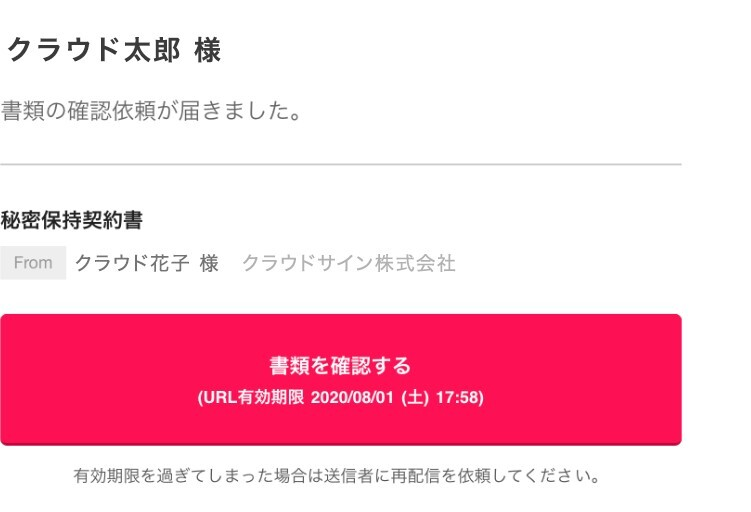 クラウド太郎 様
書類の確認依頼が届きました。
秘密保持契約書
From クラウド花子 様 クラウドサイン株式会社
書類を確認する
(URL有効期限 2020/08/01 (土) 17:58)
有効期限を過ぎてしまった場合は送信者に再配信を依頼してください。